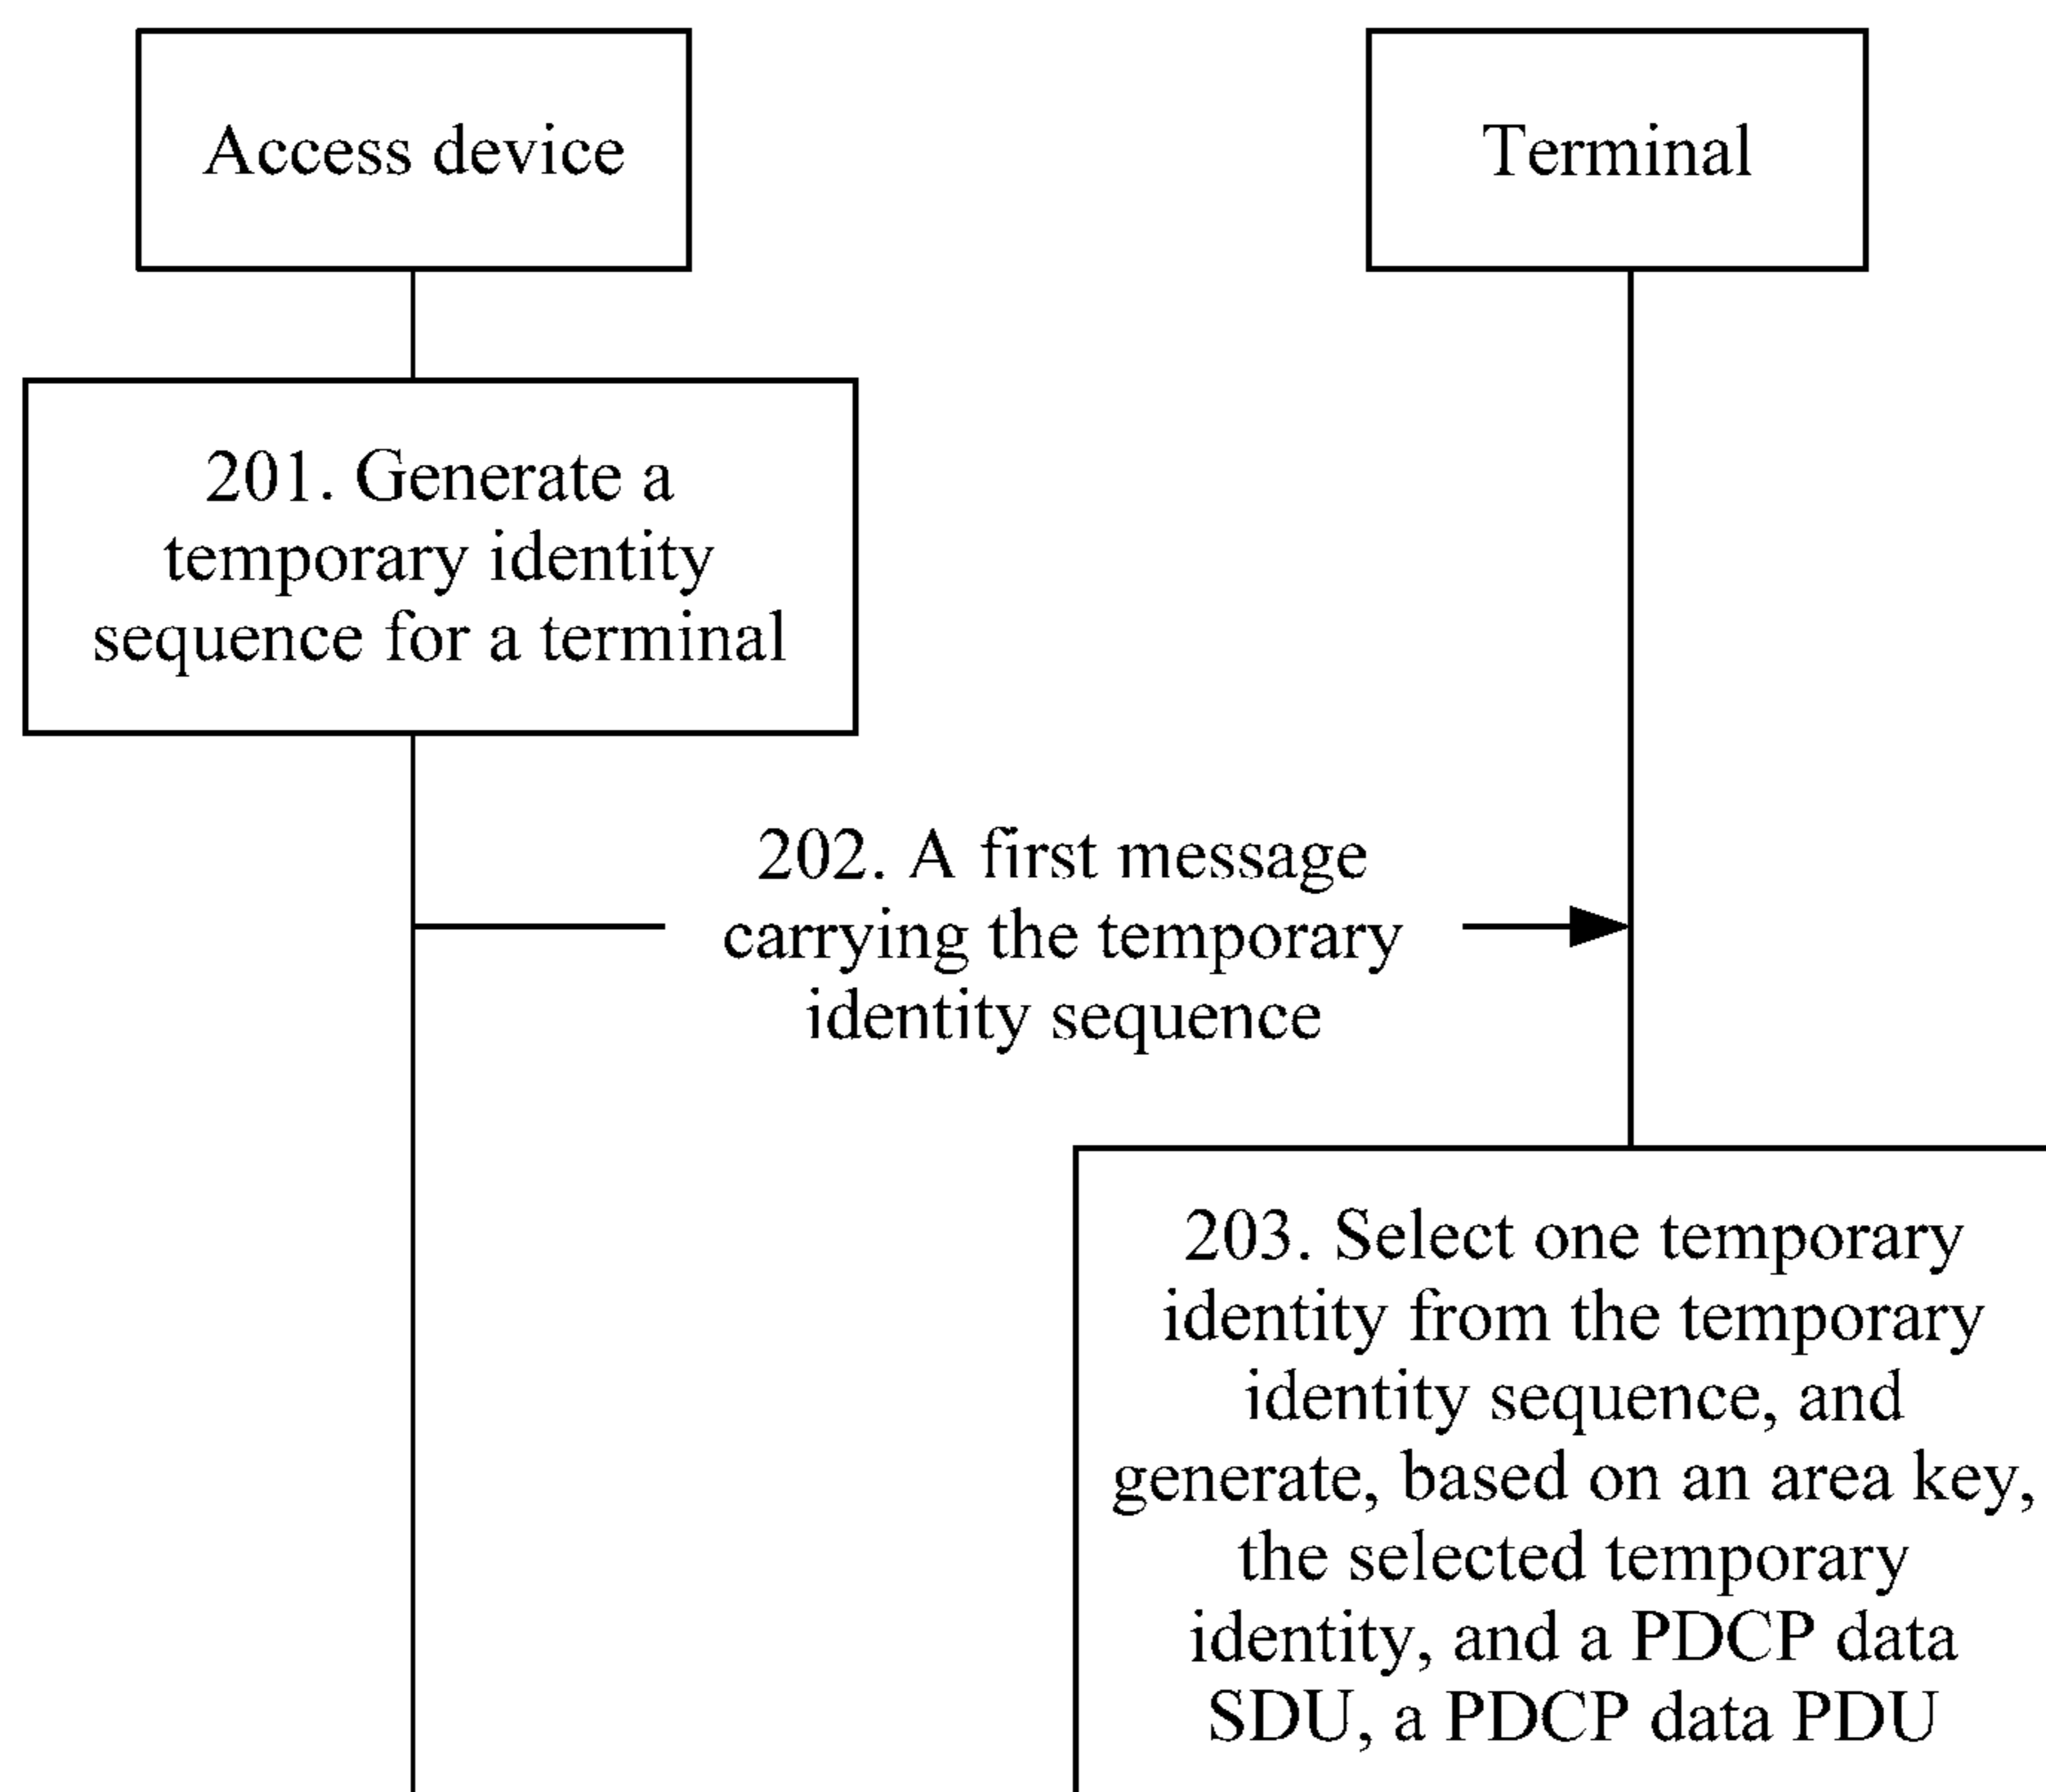 Access device
Terminal
201. Generate a
temporary identity
sequence for a terminal
202. A first message
carrying the temporary
identity sequence
203. Select one temporary
identity from the temporary
identity sequence, and
generate, based on an area key,
the selected temporary
identity, and a PDCP data
SDU, a PDCP data PDU